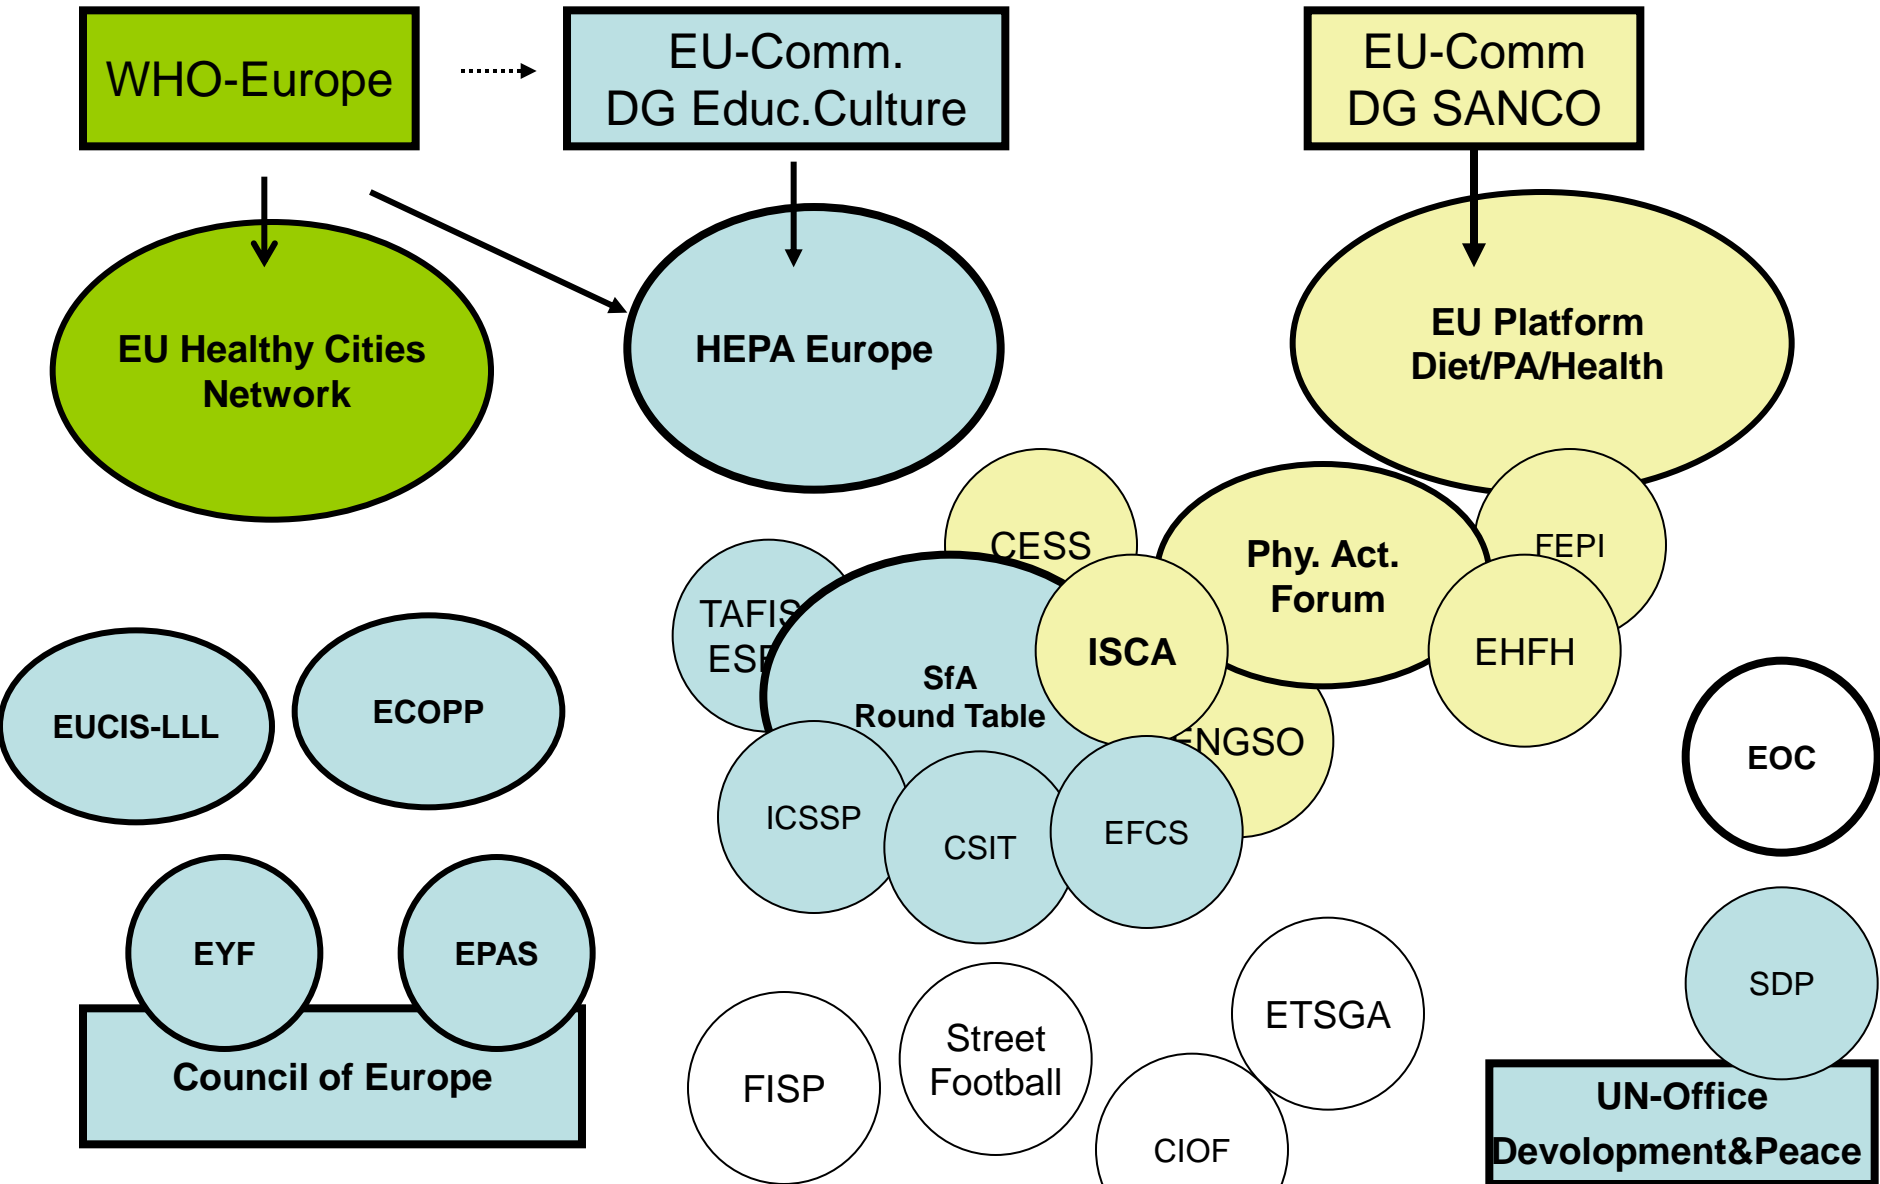 WHO-Europe
EU-Comm.
DG Educ.Culture
EU-Comm
DG SANCO
EU Healthy Cities
Network
HEPA Europe
EU Platform
Diet/PA/Health
CESS
Phy. Act.
Forum
FEPI
TAFIS
ISCA
EHFH
SfA
Round Table
EUCIS-LLL
ECOPP
ENGSO
EOC
ICSSP
CSIT
EFCS
EYF
EPAS
Council of Europe
FISP
Street
Football
ETSGA
CIOF
SDP
UN-Office
Devolopment&Peace